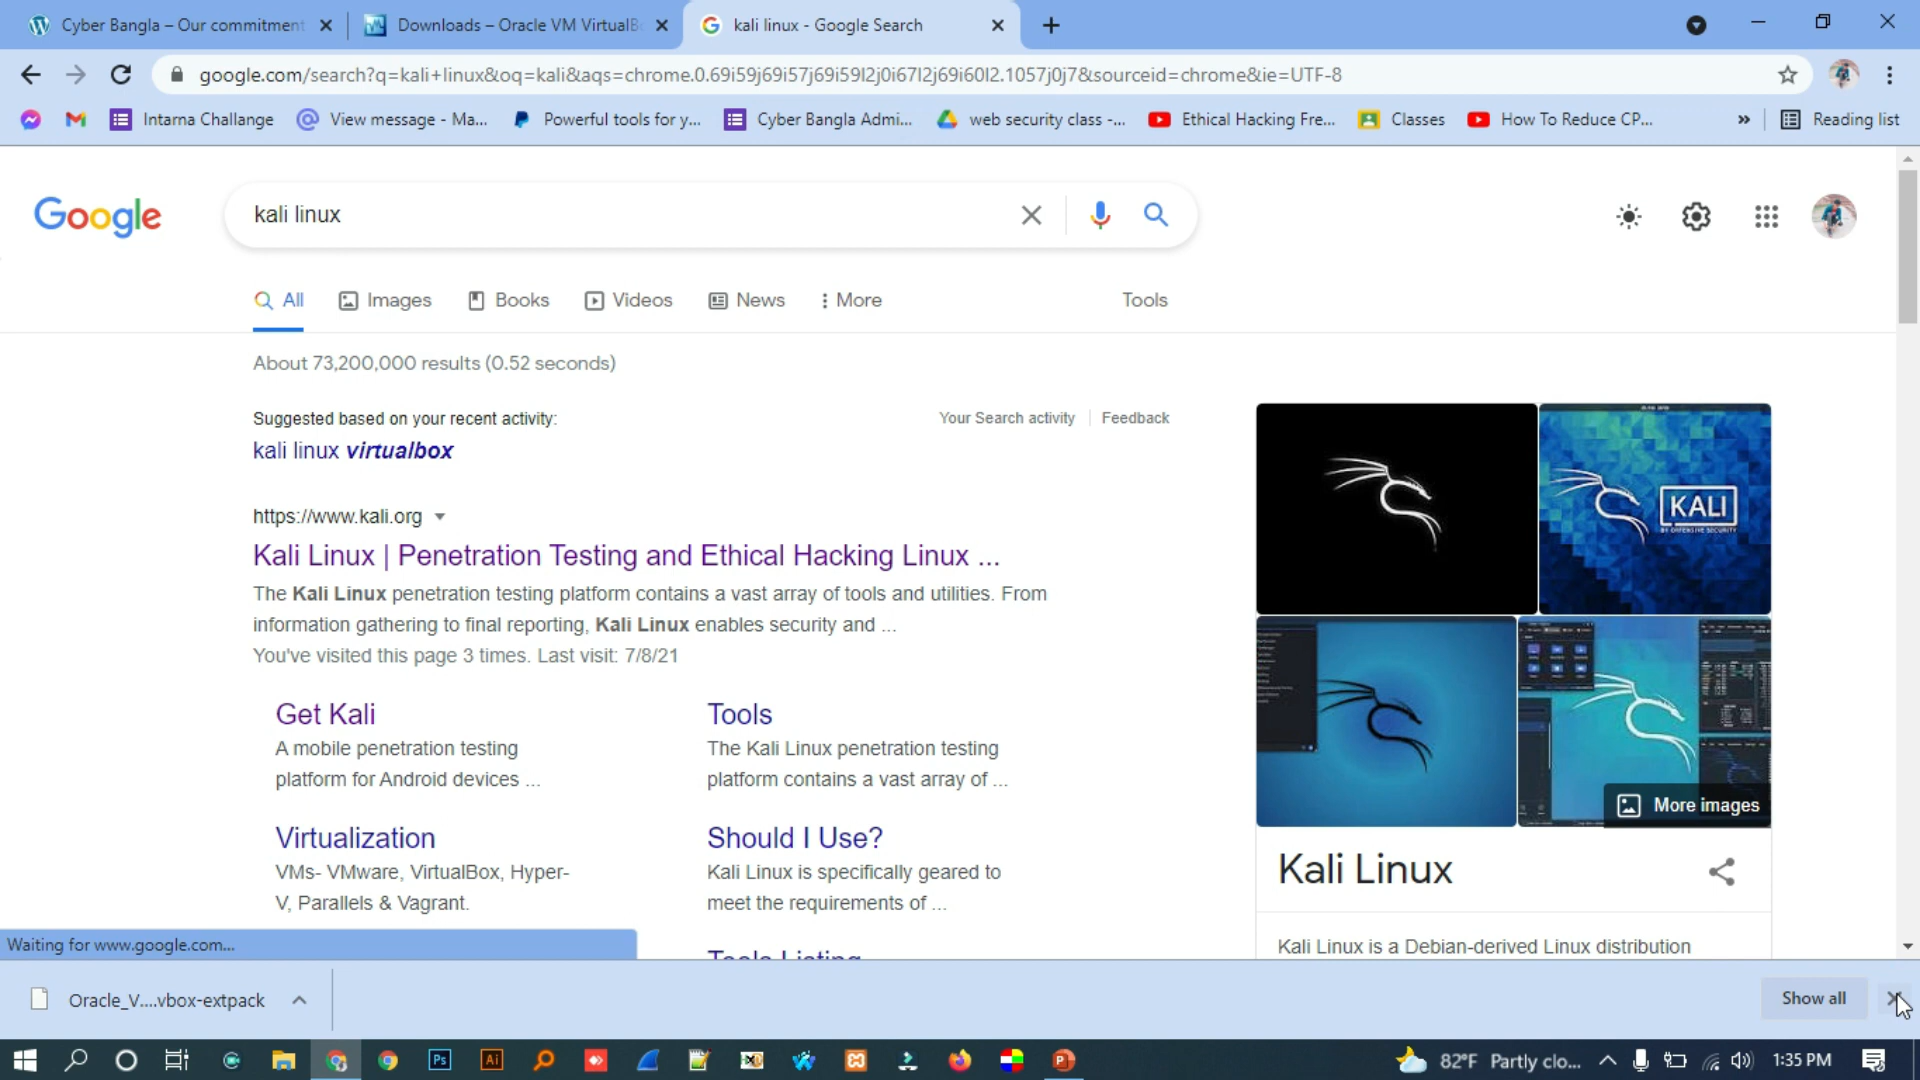 Cyber Bangla – Our commitment
Downloads – Oracle VM VirtualB
kali linux - Google Search
google.com/search?q=kali+linux&oq=kali&aqs=chrome.0.69i59j69i57j69i59l2j0i67l2j69i60l2.1057j0j7&sourceid=chrome&ie=UTF-8
Intarna Challange
View message - Ma...
Powerful tools for y...
Cyber Bangla Admi...
web security class -...
Ethical Hacking Fre...
Classes
How To Reduce CP...
»
Reading list
Google
kali linux
All
Images
Books
Videos
News
More
Tools
About 73,200,000 results (0.52 seconds)
Suggested based on your recent activity:
Your Search activity
Feedback
kali linux virtualbox
https://www.kali.org
Kali Linux | Penetration Testing and Ethical Hacking Linux ...
The Kali Linux penetration testing platform contains a vast array of tools and utilities. From
information gathering to final reporting, Kali Linux enables security and ...
You've visited this page 3 times. Last visit: 7/8/21
Get Kali
A mobile penetration testing
platform for Android devices ...
Tools
The Kali Linux penetration testing
platform contains a vast array of ...
Virtualization
VMs- VMware, VirtualBox, Hyper-
V, Parallels & Vagrant.
Should I Use?
Kali Linux is specifically geared to
meet the requirements of ...
Tools Listing
KALI
BY OFFENSIVE SECURITY
More images
Kali Linux
Kali Linux is a Debian-derived Linux distribution
Waiting for www.google.com...
Oracle_V....vbox-extpack
Show all
Ps
Ai
82°F Partly clo...
1:35 PM